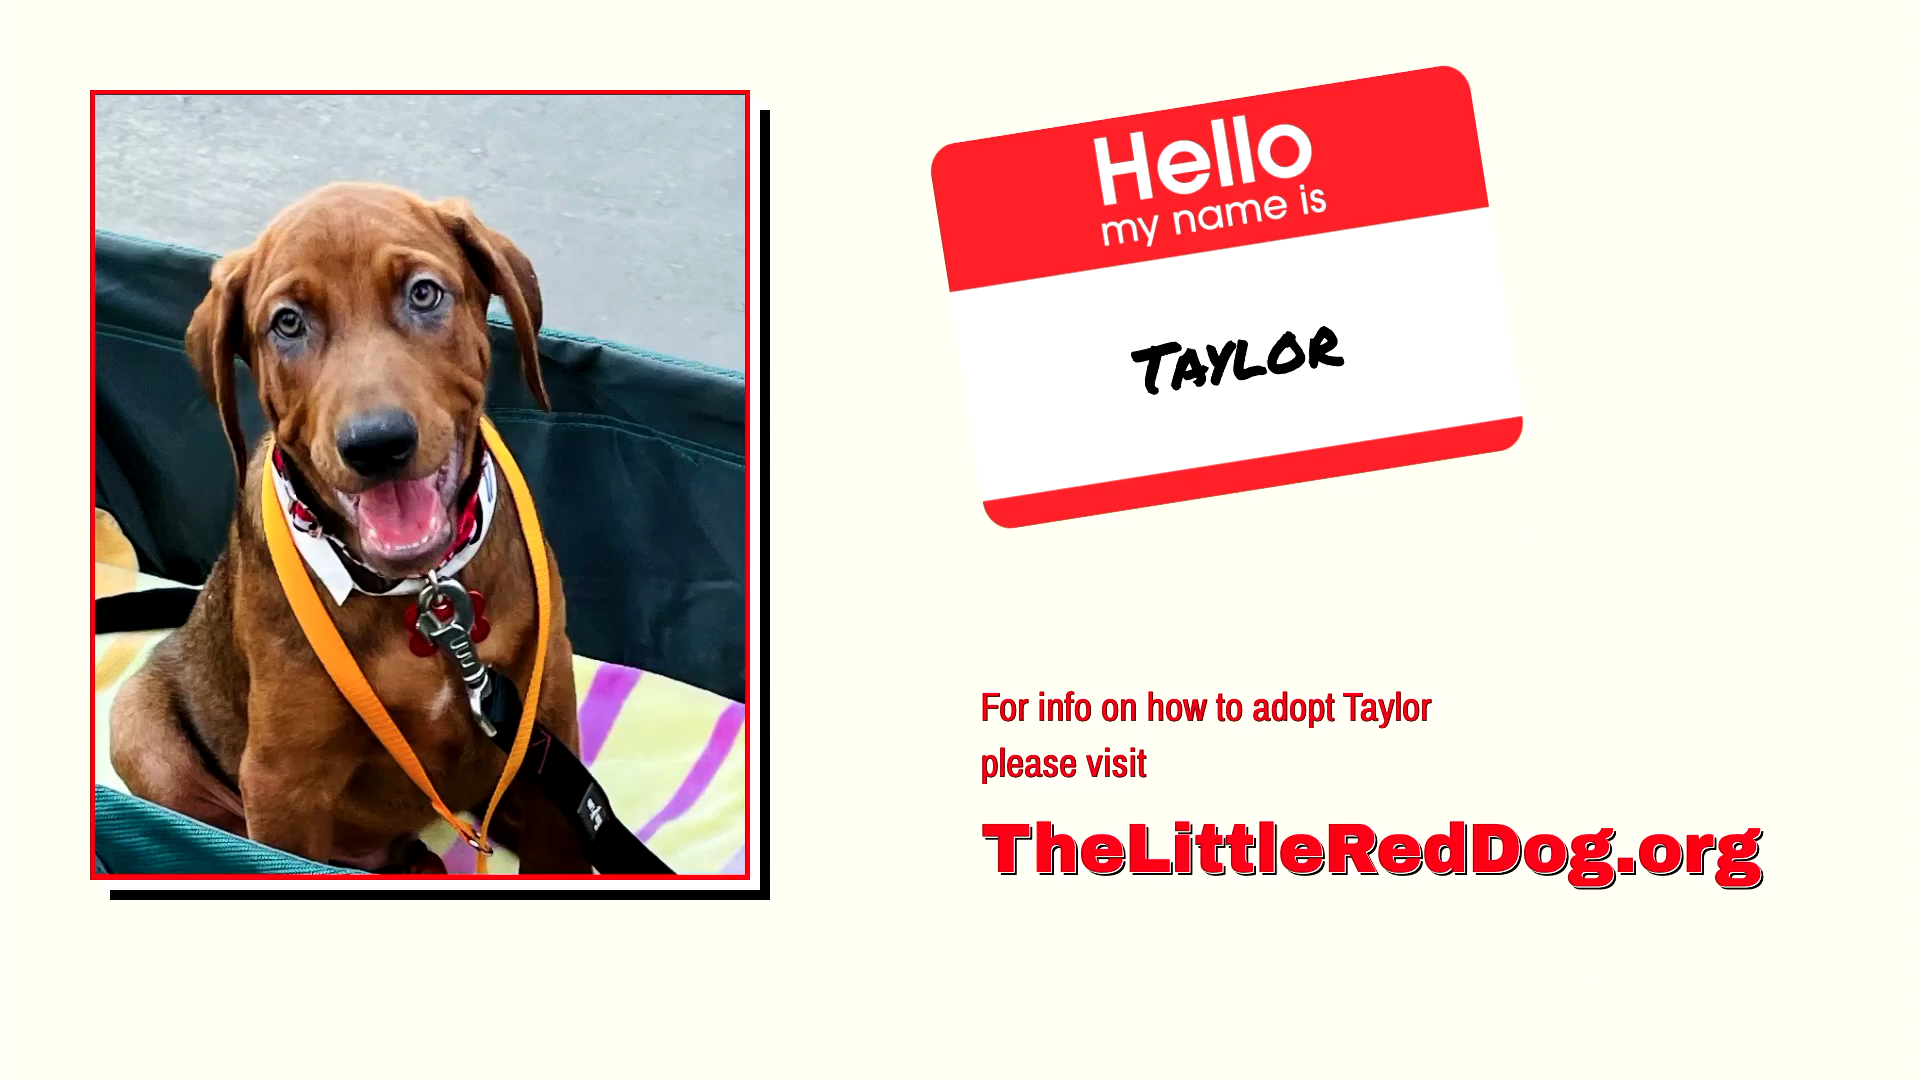 Hello
my name is
TAYLOR
For info on how to adopt Taylor
please visit
TheLittleRedDog.org